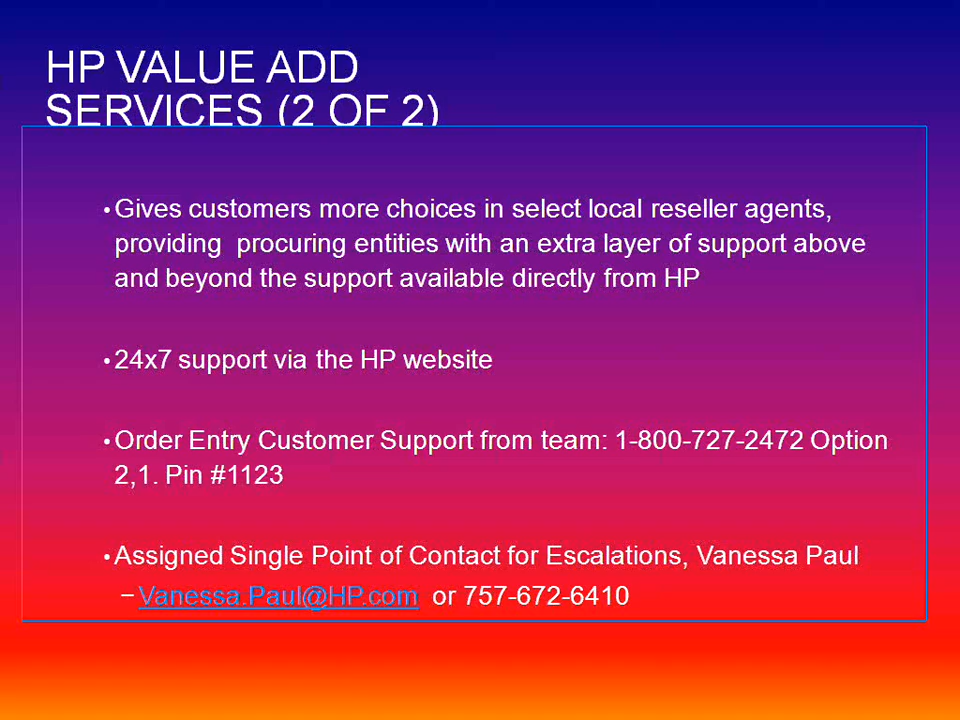 HP VALUE ADD
SERVICES (2 OF 2)
• Gives customers more choices in select local reseller agents,
providing  procuring entities with an extra layer of support above
and beyond the support available directly from HP
• 24x7 support via the HP website
• Order Entry Customer Support from team: 1-800-727-2472 Option
2,1. Pin #1123
• Assigned Single Point of Contact for Escalations, Vanessa Paul
– Vanessa.Paul@HP.com  or 757-672-6410